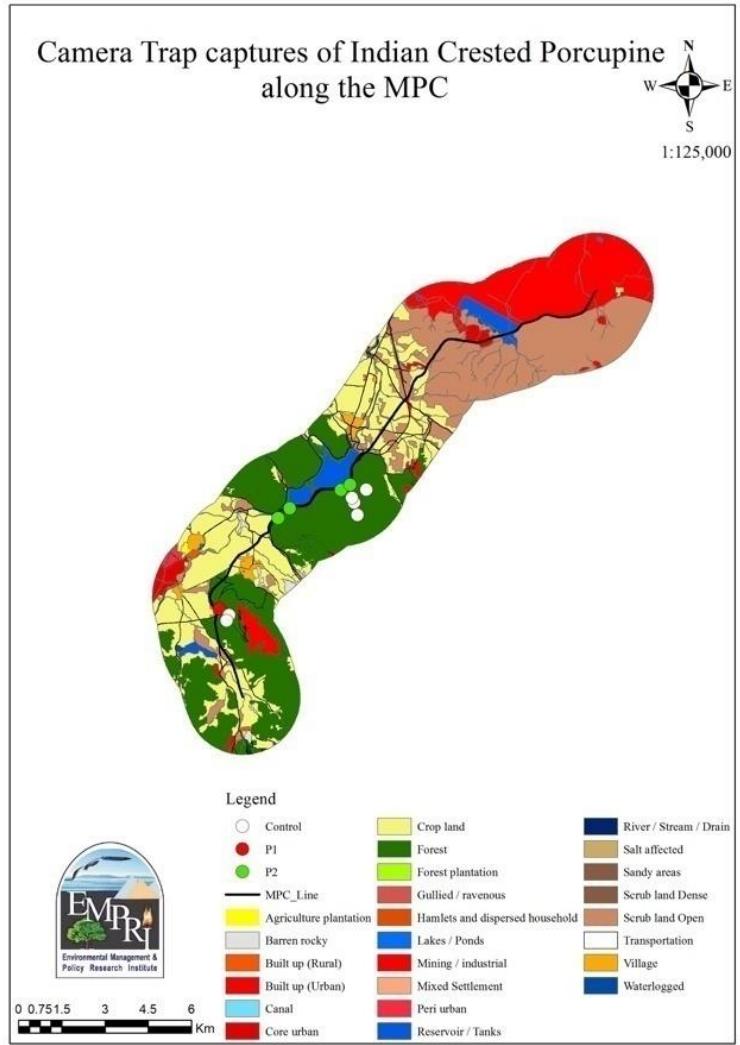 Camera Trap captures of Indian Crested Porcupine
along the MPC
N
W E
S
1:125,000
Legend
Control
P1
P2
MPC_Line
Agriculture plantation
Barren rocky
Built up (Rural)
Built up (Urban)
Canal
Core urban
Crop land
Forest
Forest plantation
Gullied / ravenous
Hamlets and dispersed household
Lakes / Ponds
Mining / industrial
Mixed Settlement
Peri urban
Reservoir / Tanks
River / Stream / Drain
Salt affected
Sandy areas
Scrub land Dense
Scrub land Open
Transportation
Village
Waterlogged
EMPRI
Environmental Management &
Policy Research Institute
0 0.75 1.5 3 4.5 6
Km